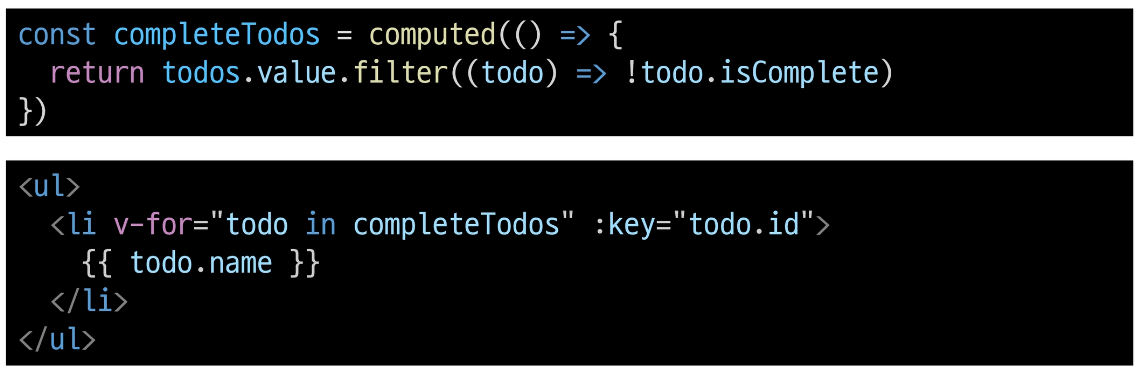 const completeTodos = computed(() => {
  return todos.value.filter((todo) => !todo.isComplete)
})
<ul>
  <li v-for="todo in completeTodos" :key="todo.id">
    {{ todo.name }}
  </li>
</ul>